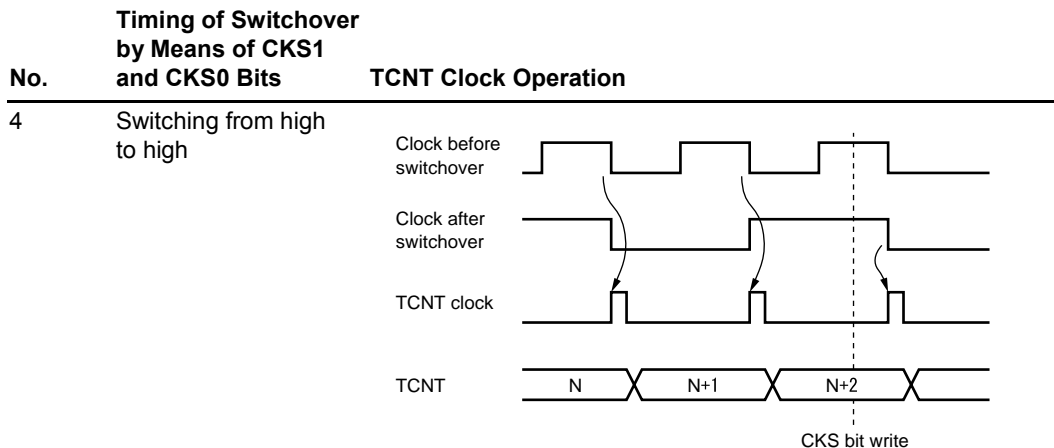 Timing of Switchover
by Means of CKS1
No. and CKS0 Bits TCNT Clock Operation
4 Switching from high
to high
Clock before
switchover
Clock after
switchover
TCNT clock
TCNT N N+1 N+2
CKS bit write